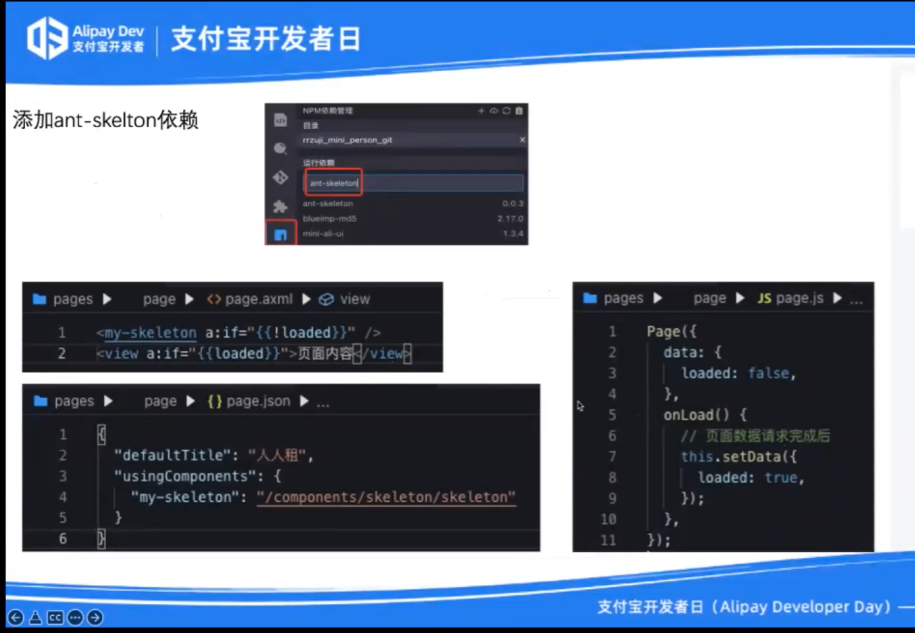 Alipay Dev
支付宝开发者
支付宝开发者日
添加ant-skelton依赖
NPM依赖管理
目录
rrzuji_mini_person_git
运行依赖
ant-skeleton
ant-skeleton 0.0.3
blueimp-md5 2.17.0
mini-ali-ui 1.3.4
pages page <> page.axml view
1 <my-skeleton a:if="{{!loaded}}" />
2 <view a:if="{{loaded}}">页面内容</view>
pages page {} page.json ...
1 {
2 "defaultTitle": "人人租",
3 "usingComponents": {
4 "my-skeleton": "/components/skeleton/skeleton"
5 }
6 }
pages page JS page.js ...
1 Page({
2 data: {
3 loaded: false,
4 },
5 onLoad() {
6 // 页面数据请求完成后
7 this.setData({
8 loaded: true,
9 });
10 },
11 });
支付宝开发者日（Alipay Developer Day）—
CC